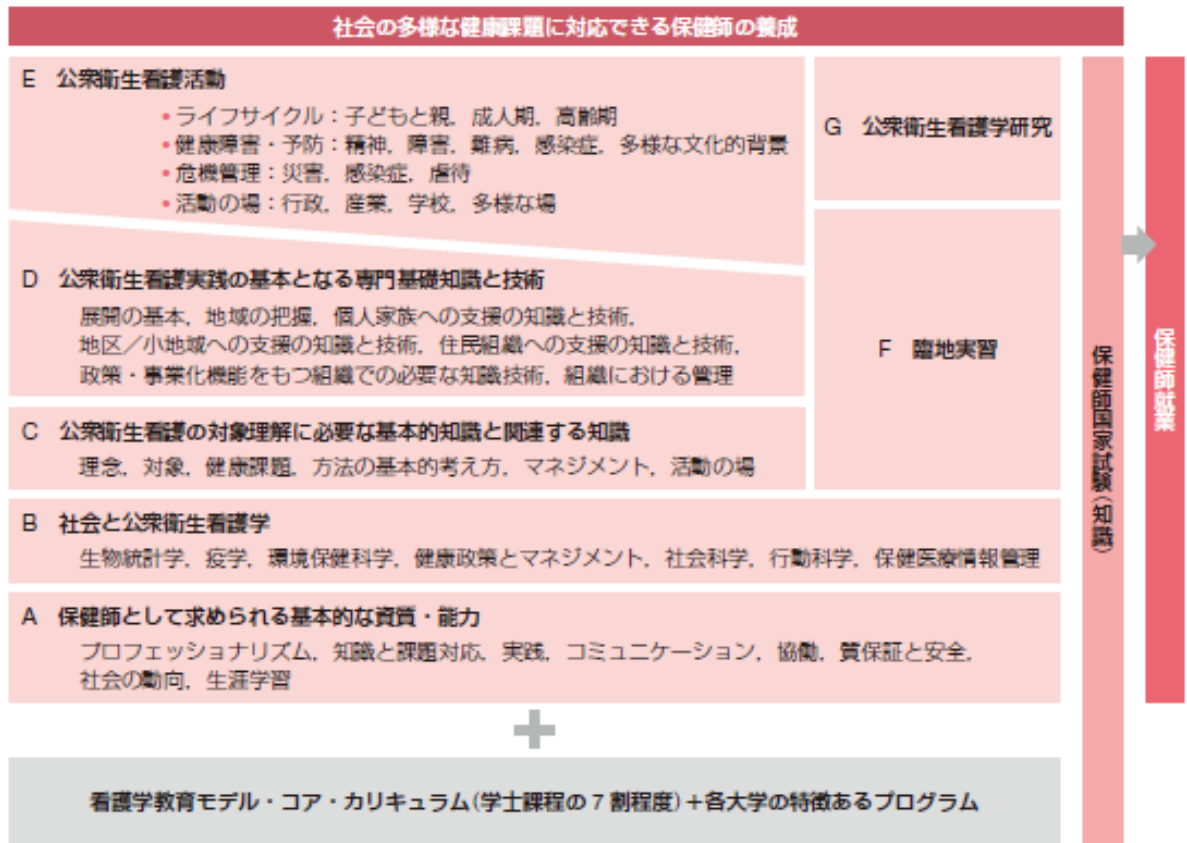 社会の多様な健康課題に対応できる保健師の養成
E 公衆衛生看護活動
•ライフサイクル：子どもと親，成人期，高齢期
•健康障害・予防：精神，障害，難病，感染症，多様な文化的背景
•危機管理：災害，感染症，虐待
•活動の場：行政，産業，学校，多様な場
G 公衆衛生看護学研究
D 公衆衛生看護実践の基本となる専門基礎知識と技術
展開の基本，地域の把握，個人家族への支援の知識と技術，
地区／小地域への支援の知識と技術，住民組織への支援の知識と技術，
政策・事業化機能をもつ組織での必要な知識技術，組織における管理
F 臨地実習
C 公衆衛生看護の対象理解に必要な基本的知識と関連する知識
理念，対象，健康課題，方法の基本的考え方，マネジメント，活動の場
B 社会と公衆衛生看護学
生物統計学，疫学，環境保健科学，健康政策とマネジメント，社会科学，行動科学，保健医療情報管理
A 保健師として求められる基本的な資質・能力
プロフェッショナリズム，知識と課題対応，実践，コミュニケーション，協働，質保証と安全，
社会の動向，生涯学習
看護学教育モデル・コア・カリキュラム（学士課程の7割程度）＋各大学の特徴あるプログラム
保健師国家試験（知識）
保健師就業